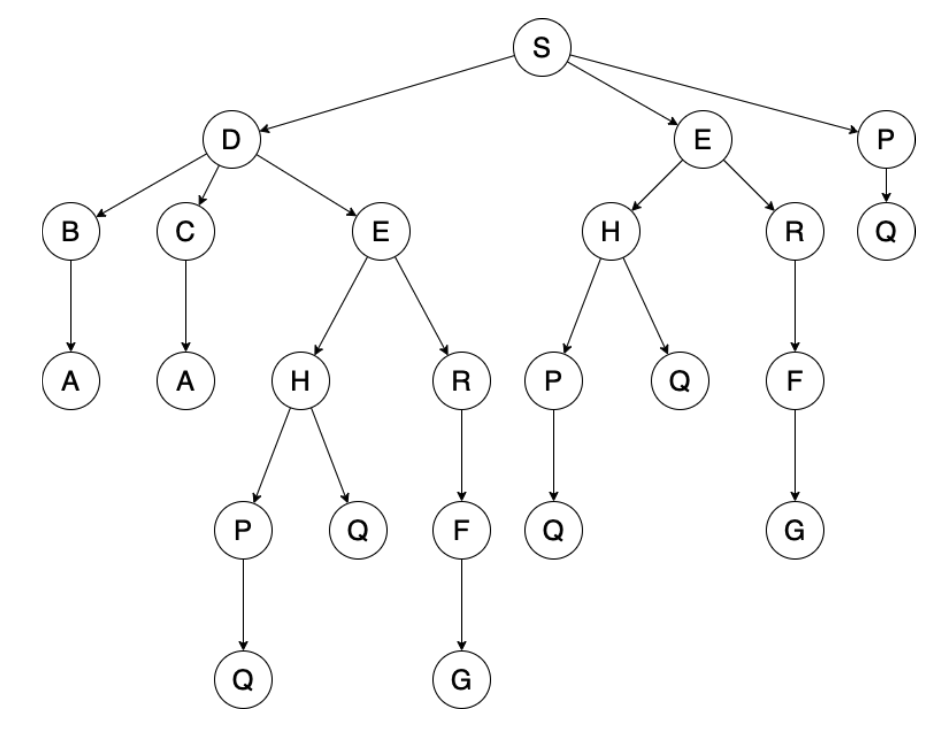 S
D E P
B C E H R Q
A A H R P Q F
P Q F Q G
Q G